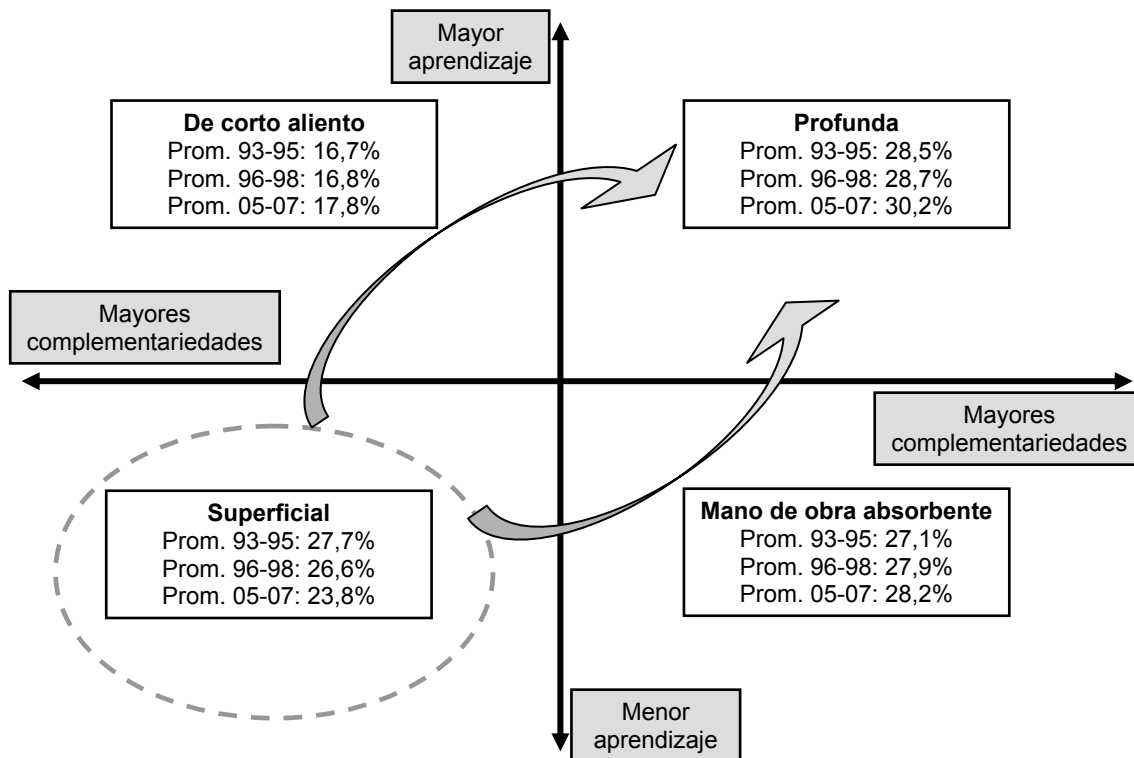 Mayor
aprendizaje
De corto aliento
Prom. 93-95: 16,7%
Prom. 96-98: 16,8%
Prom. 05-07: 17,8%
Profunda
Prom. 93-95: 28,5%
Prom. 96-98: 28,7%
Prom. 05-07: 30,2%
Mayores
complementariedades
Mayores
complementariedades
Superficial
Prom. 93-95: 27,7%
Prom. 96-98: 26,6%
Prom. 05-07: 23,8%
Mano de obra absorbente
Prom. 93-95: 27,1%
Prom. 96-98: 27,9%
Prom. 05-07: 28,2%
Menor
aprendizaje